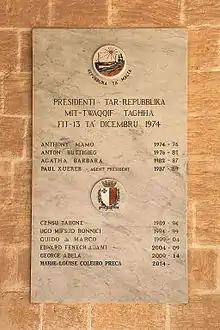 REPUBBLIKA TA' MALTA
PRESIDENTI TAR-REPUBBLIKA
MIT-TWAQQIF TAGĦHA
FIT-13 TA' DICEMBRU 1974
ANTHONY MAMO 1974 - 76
ANTON BUTTIGIEG 1976 - 81
AGATHA BARBARA 1982 - 87
PAUL XUEREB - AĠENT PRESIDENT 1987 - 89
CENSU TABONE 1989 - 94
UGO MIFSUD BONNICI 1994 - 99
GUIDO de MARCO 1999 - 04
EDWARD FENECH ADAMI 2004 - 09
GEORGE ABELA 2009 - 14
MARIE-LOUISE COLEIRO PRECA 2014 -